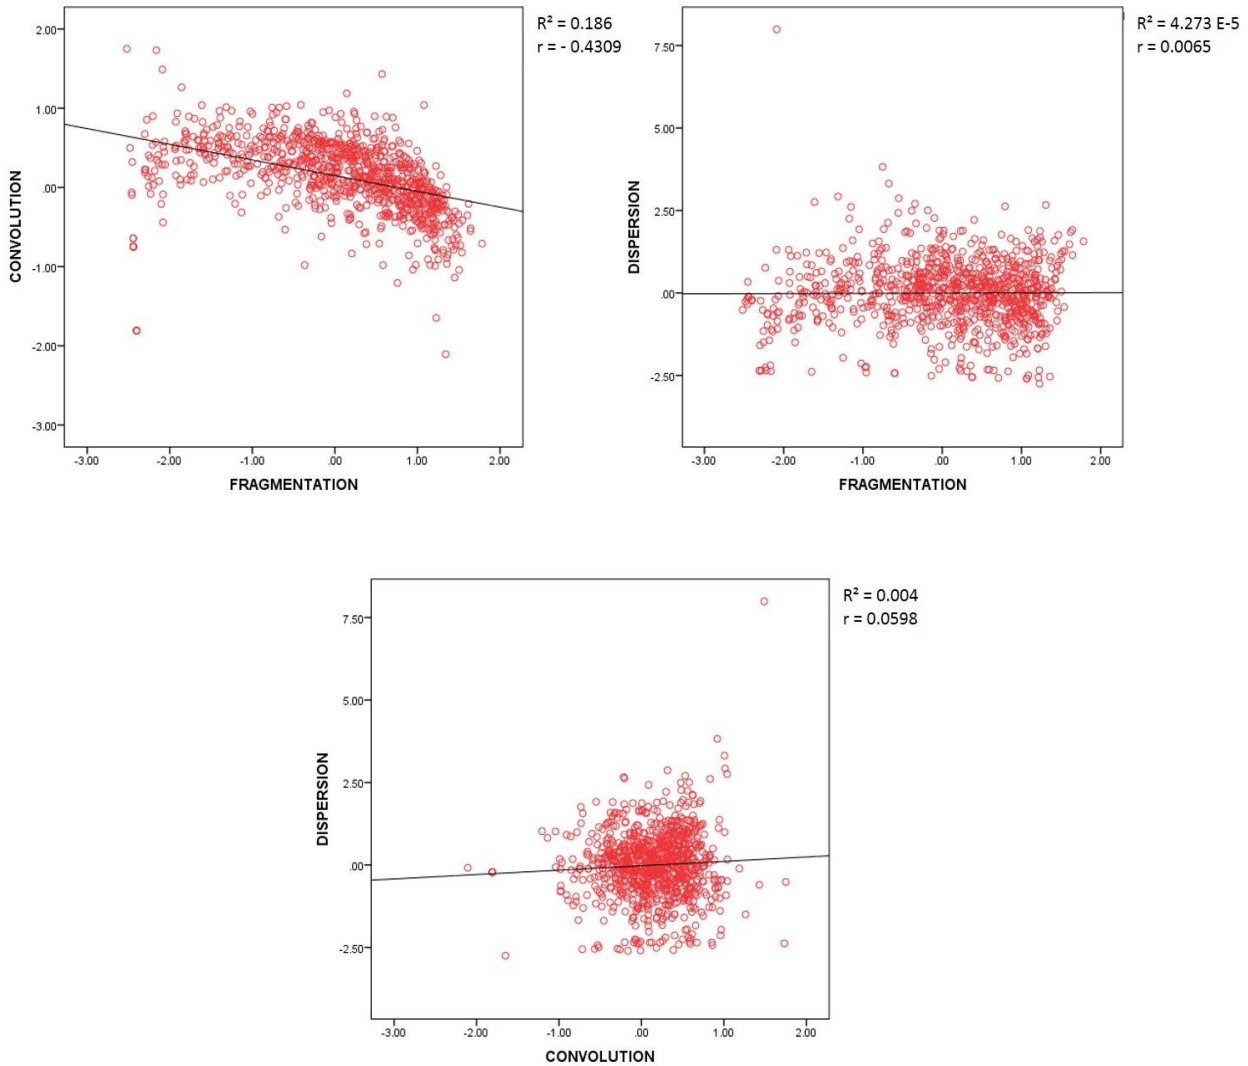 R² = 0.186
r = - 0.4309
2.00
1.00
.00
-1.00
-2.00
-3.00
CONVOLUTION
-3.00 -2.00 -1.00 .00 1.00 2.00
FRAGMENTATION
R² = 4.273 E-5
r = 0.0065
7.50
5.00
2.50
.00
-2.50
DISPERSION
-3.00 -2.00 -1.00 .00 1.00 2.00
FRAGMENTATION
R² = 0.004
r = 0.0598
7.50
5.00
2.50
.00
-2.50
DISPERSION
-3.00 -2.00 -1.00 .00 1.00 2.00
CONVOLUTION